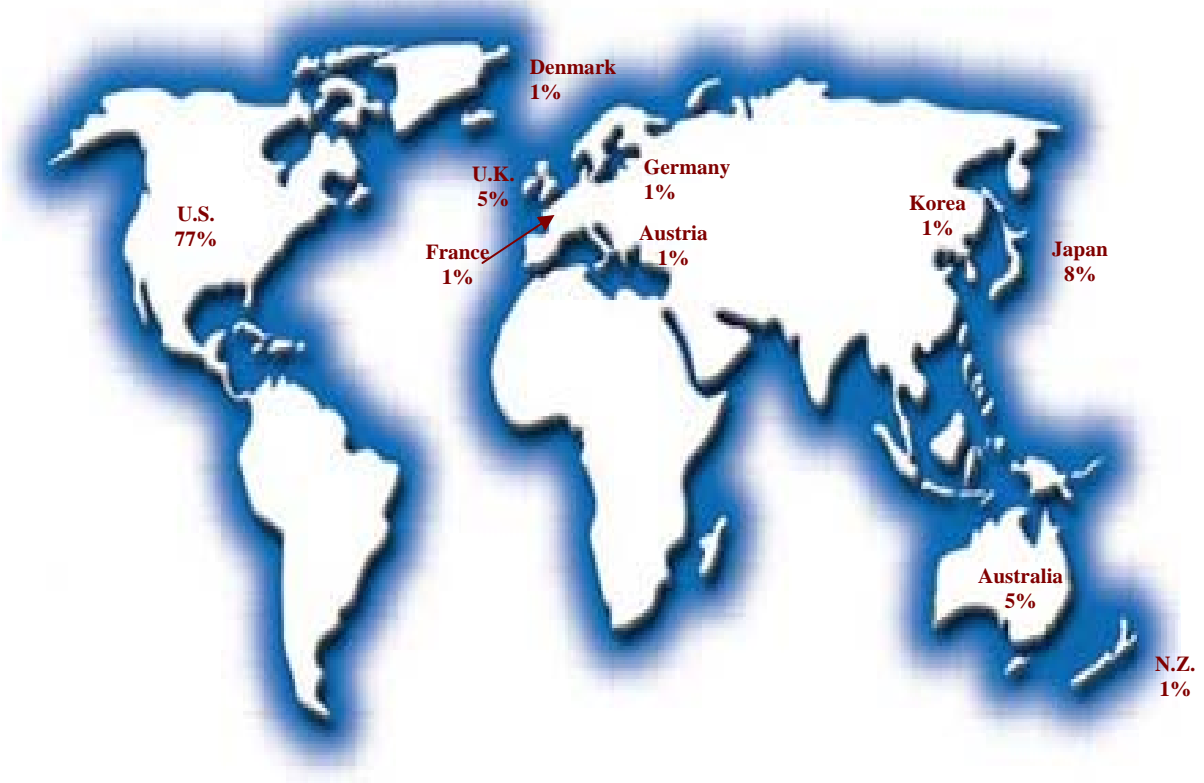 Denmark
1%
U.K.
5%
Germany
1%
U.S.
77%
Korea
1%
France
1%
Austria
1%
Japan
8%
Australia
5%
N.Z.
1%